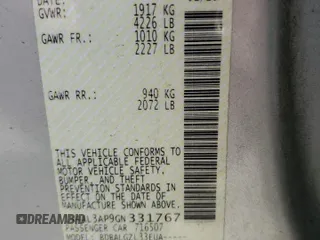 DATE:
GVWR: 1917 KG
4226 LB
GAWR FR.: 1010 KG
2227 LB
GAWR RR.: 940 KG
2072 LB
THIS VEHICLE CONFORMS TO
ALL APPLICABLE FEDERAL
MOTOR VEHICLE SAFETY,
BUMPER, AND THEFT
PREVENTION STANDARDS IN
EFFECT ON THE DATE OF
MANUFACTURE SHOWN ABOVE.
L3AP9GN331767
PASSENGER CAR 716507
DREAMBID